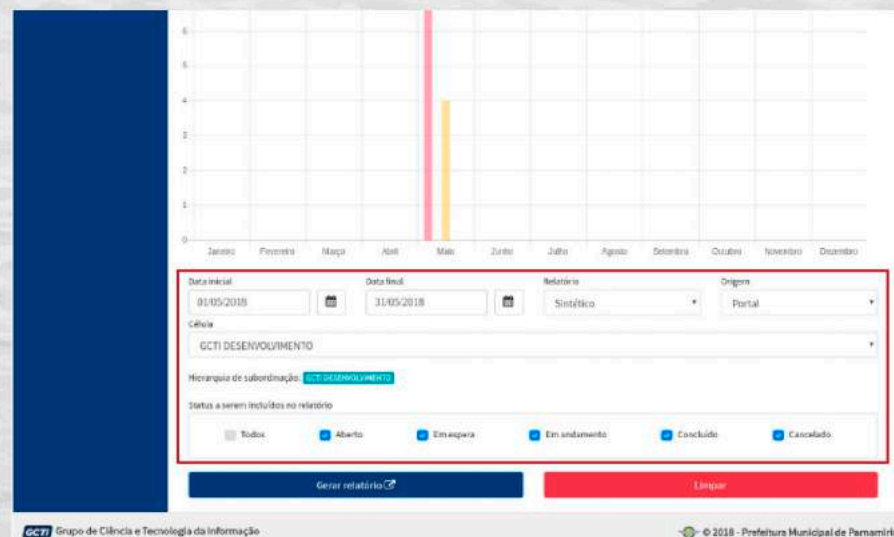 6
5
4
3
2
1
0
Janeiro Fevereiro Março Abril Maio Junho Julho Agosto Setembro Outubro Novembro Dezembro
Data inicial Data final Relatório Origem
01/05/2018 31/05/2018 Sintético Portal
Célula
GCTI DESENVOLVIMENTO
Hierarquia de subordinação: GCTI DESENVOLVIMENTO
Status a serem incluídos no relatório
Todos Aberto Em espera Em andamento Concluído Cancelado
Gerar relatório Limpar
GCTI Grupo de Ciência e Tecnologia da Informação © 2018 - Prefeitura Municipal de Parnamirim